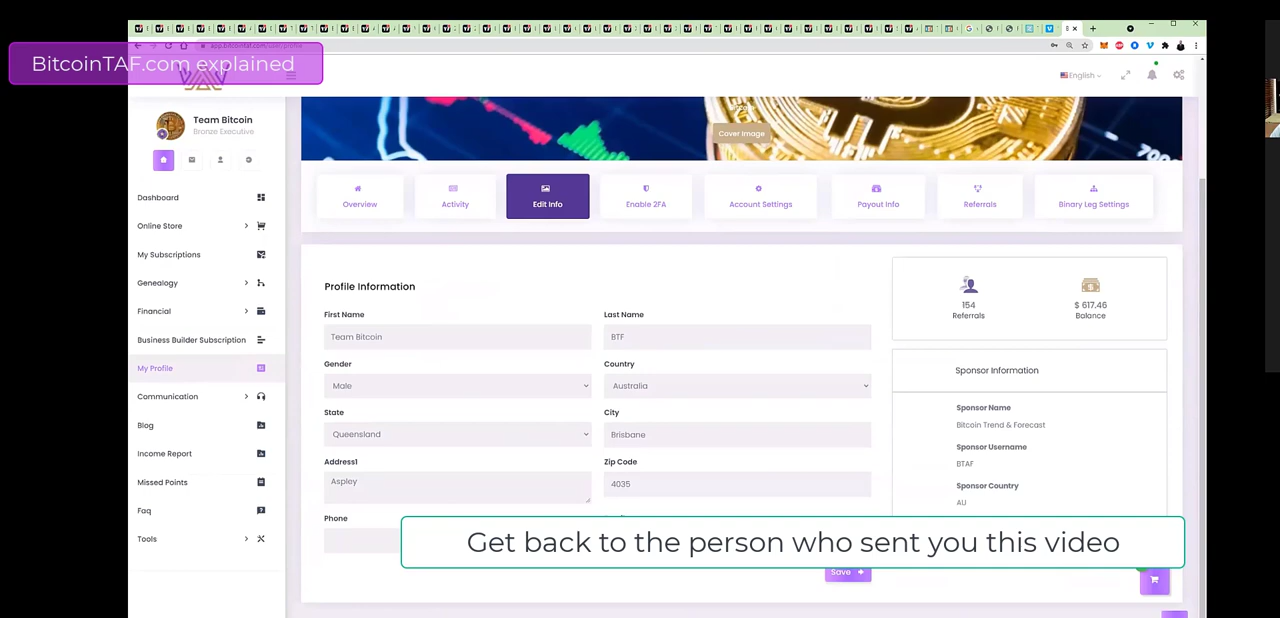 BitcoinTAF.com explained
app.bitcointaf.com/user/profile
English
Team Bitcoin
Bronze Executive
Cover Image
Overview
Activity
Edit Info
Enable 2FA
Account Settings
Payout Info
Referrals
Binary Leg Settings
Dashboard
Online Store
My Subscriptions
Genealogy
Financial
Business Builder Subscription
My Profile
Communication
Blog
Income Report
Missed Points
Faq
Tools
Profile Information
First Name
Last Name
Team Bitcoin
BTF
Gender
Country
Male
Australia
State
City
Queensland
Brisbane
Address1
Zip Code
Aspley
4035
Phone
Save +
154
Referrals
$ 617.46
Balance
Sponsor Information
Sponsor Name
Bitcoin Trend & Forecast
Sponsor Username
BTAF
Sponsor Country
AU
Get back to the person who sent you this video